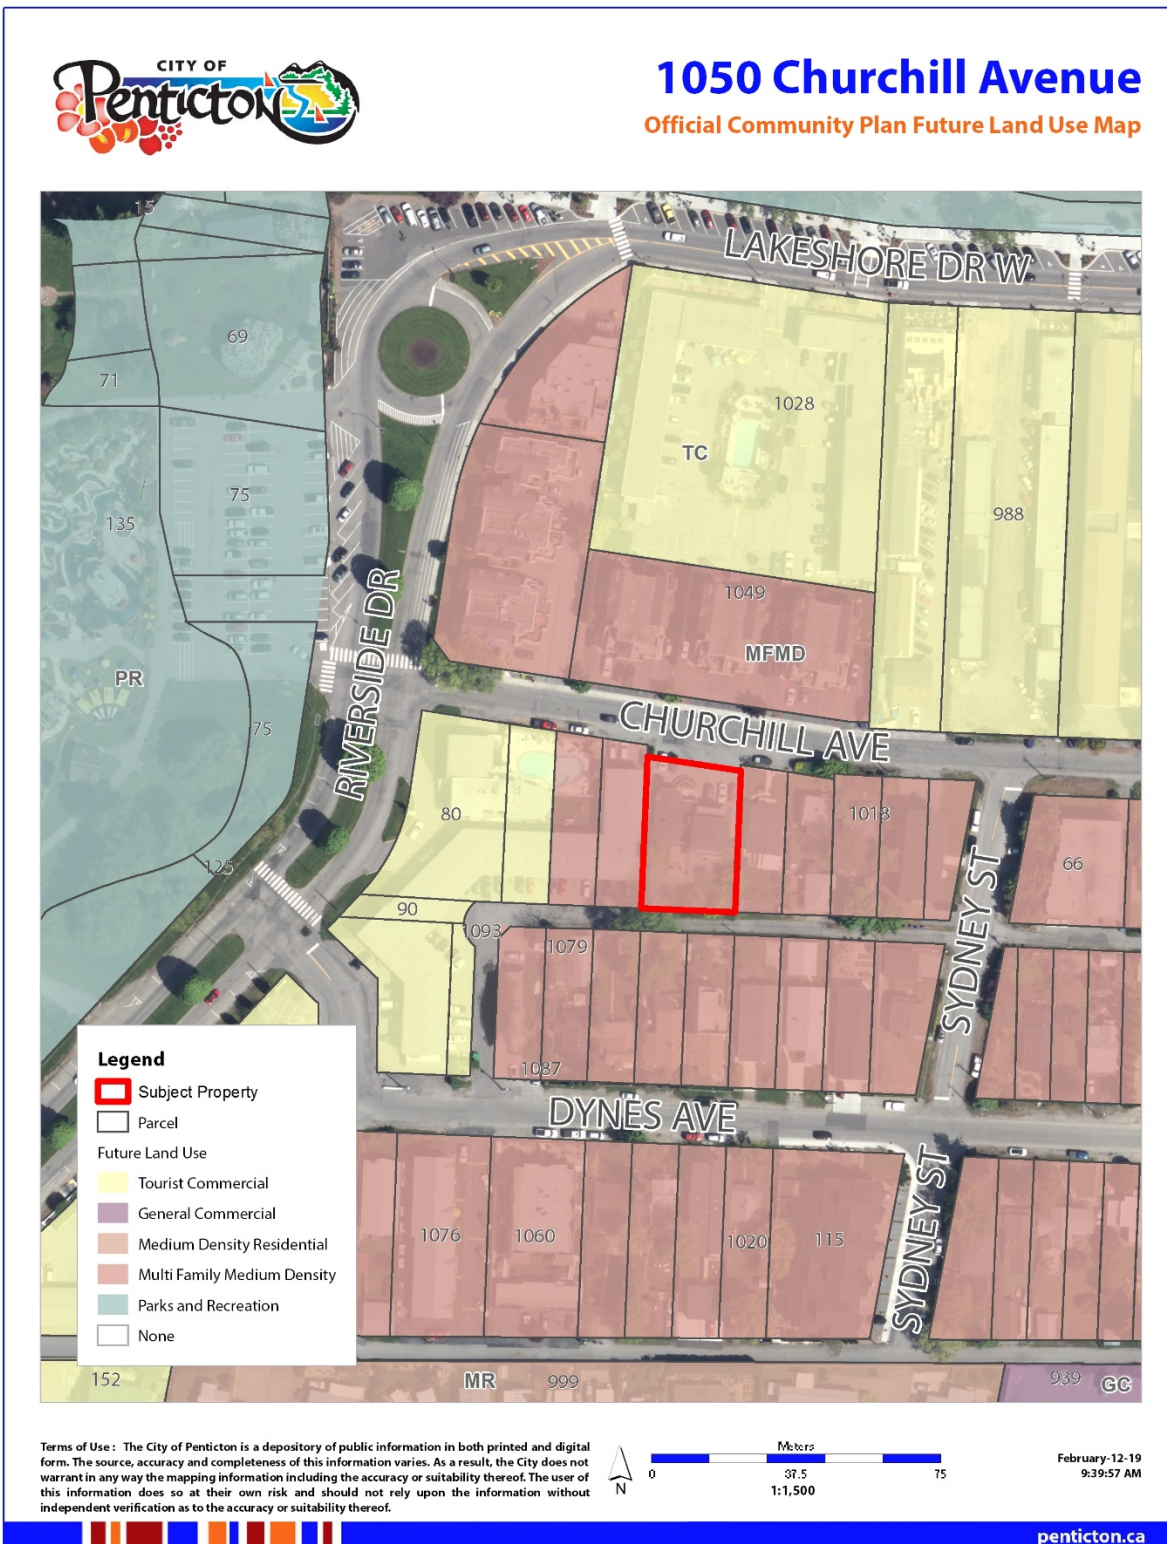 CITY OF
Penticton
1050 Churchill Avenue
Official Community Plan Future Land Use Map
15
LAKESHORE DR W
69
71
1028
TC
75
988
135
1049
MFMD
RIVERSIDE DR
PR
CHURCHILL AVE
75
80
1018
66
125
90
1093
1079
SYDNEY ST
1087
DYNES AVE
Legend
Subject Property
Parcel
Future Land Use
Tourist Commercial
General Commercial
Medium Density Residential
Multi Family Medium Density
Parks and Recreation
None
1076
1060
1020
115
SYDNEY ST
152
MR
999
939
GC
Terms of Use : The City of Penticton is a depository of public information in both printed and digital
form. The source, accuracy and completeness of this information varies. As a result, the City does not
warrant in any way the mapping information including the accuracy or suitability thereof. The user of
this information does so at their own risk and should not rely upon the information without
independent verification as to the accuracy or suitability thereof.
N
Meters
0 37.5 75
1:1,500
February-12-19
9:39:57 AM
penticton.ca